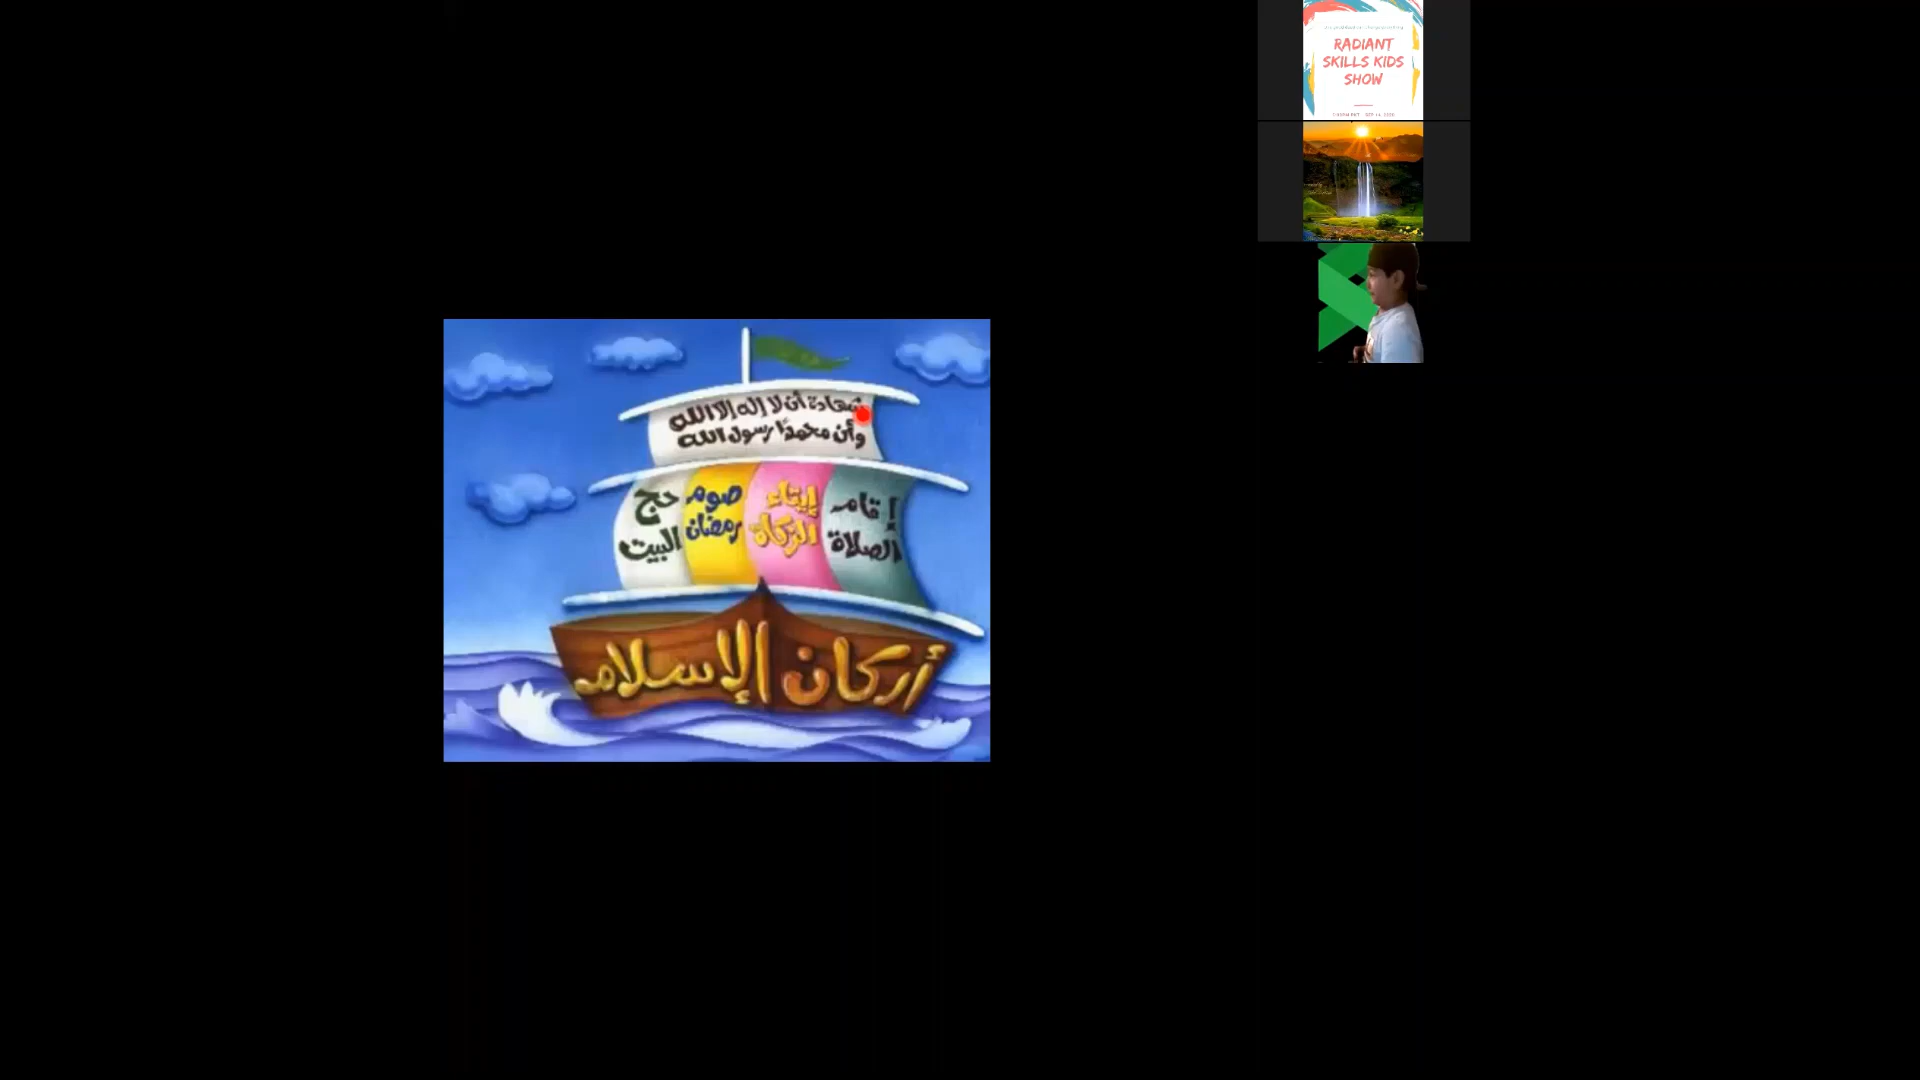 شهادة أن لا إله إلا الله
وأن محمدًا رسول الله
إقام
الصلاة
إيتاء
الزكاة
صوم
رمضان
حج
البيت
أركان الإسلام
RADIANT
SKILLS KIDS
SHOW